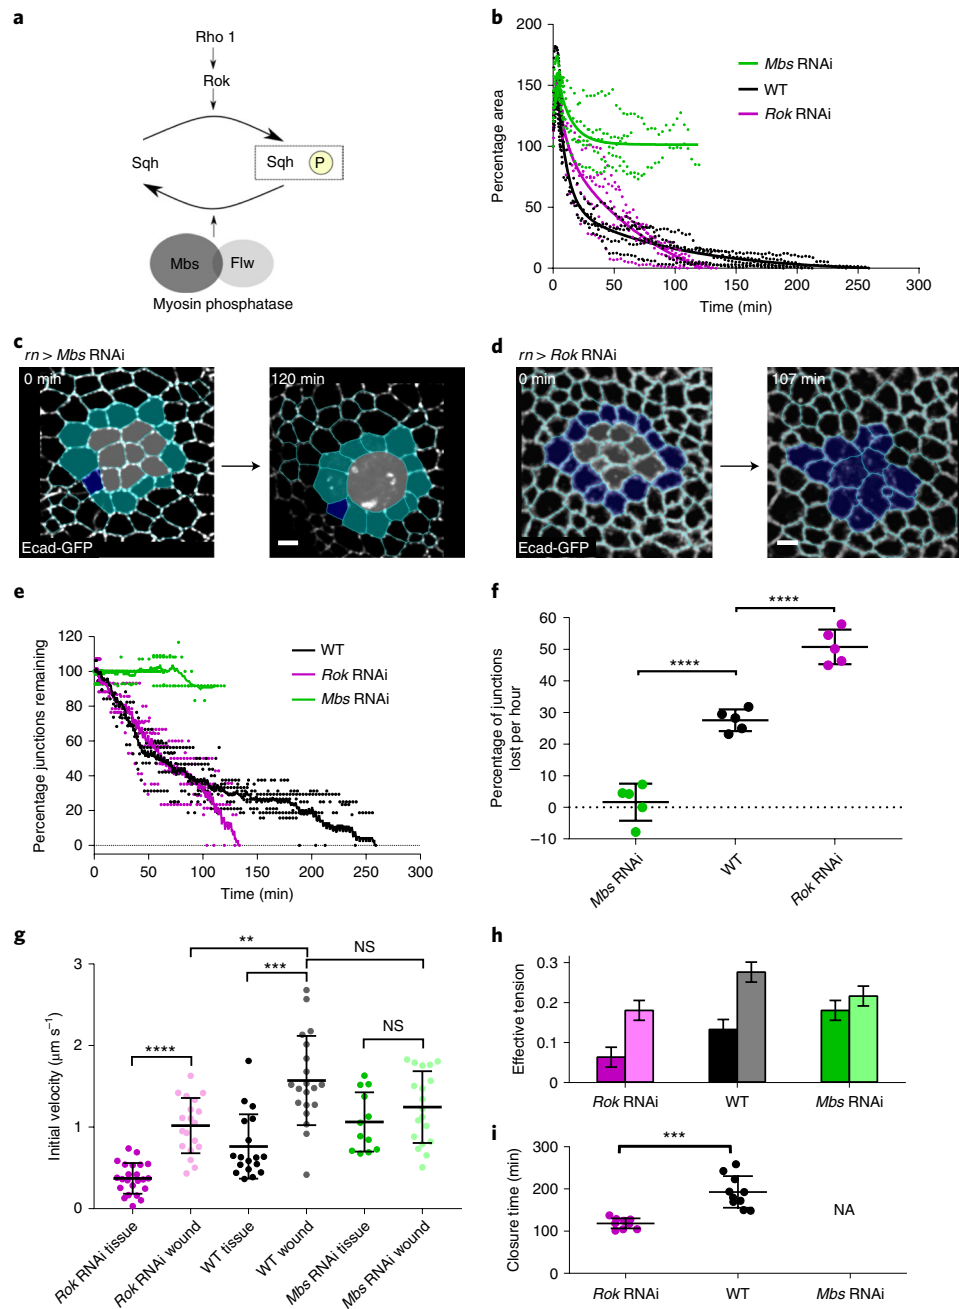 a
Rho 1
Rok
Sqh
Sqh P
Mbs Flw
Myosin phosphatase
b
200
150
100
50
0
Percentage area
Mbs RNAi
WT
Rok RNAi
0 50 100 150 200 250 300
Time (min)
c
rn > Mbs RNAi
0 min
120 min
Ecad-GFP
d
rn > Rok RNAi
0 min
107 min
Ecad-GFP
e
120
100
80
60
40
20
0
Percentage junctions remaining
WT
Rok RNAi
Mbs RNAi
0 50 100 150 200 250 300
Time (min)
f
60
50
40
30
20
10
0
–10
Percentage of junctions
lost per hour
****
****
Mbs RNAi
WT
Rok RNAi
g
3
2
1
0
Initial velocity (µm s⁻¹)
**
NS
***
NS
****
Rok RNAi tissue
Rok RNAi wound
WT tissue
WT wound
Mbs RNAi tissue
Mbs RNAi wound
h
0.3
0.2
0.1
0
Effective tension
Rok RNAi WT Mbs RNAi
i
300
200
100
0
Closure time (min)
***
NA
Rok RNAi WT Mbs RNAi